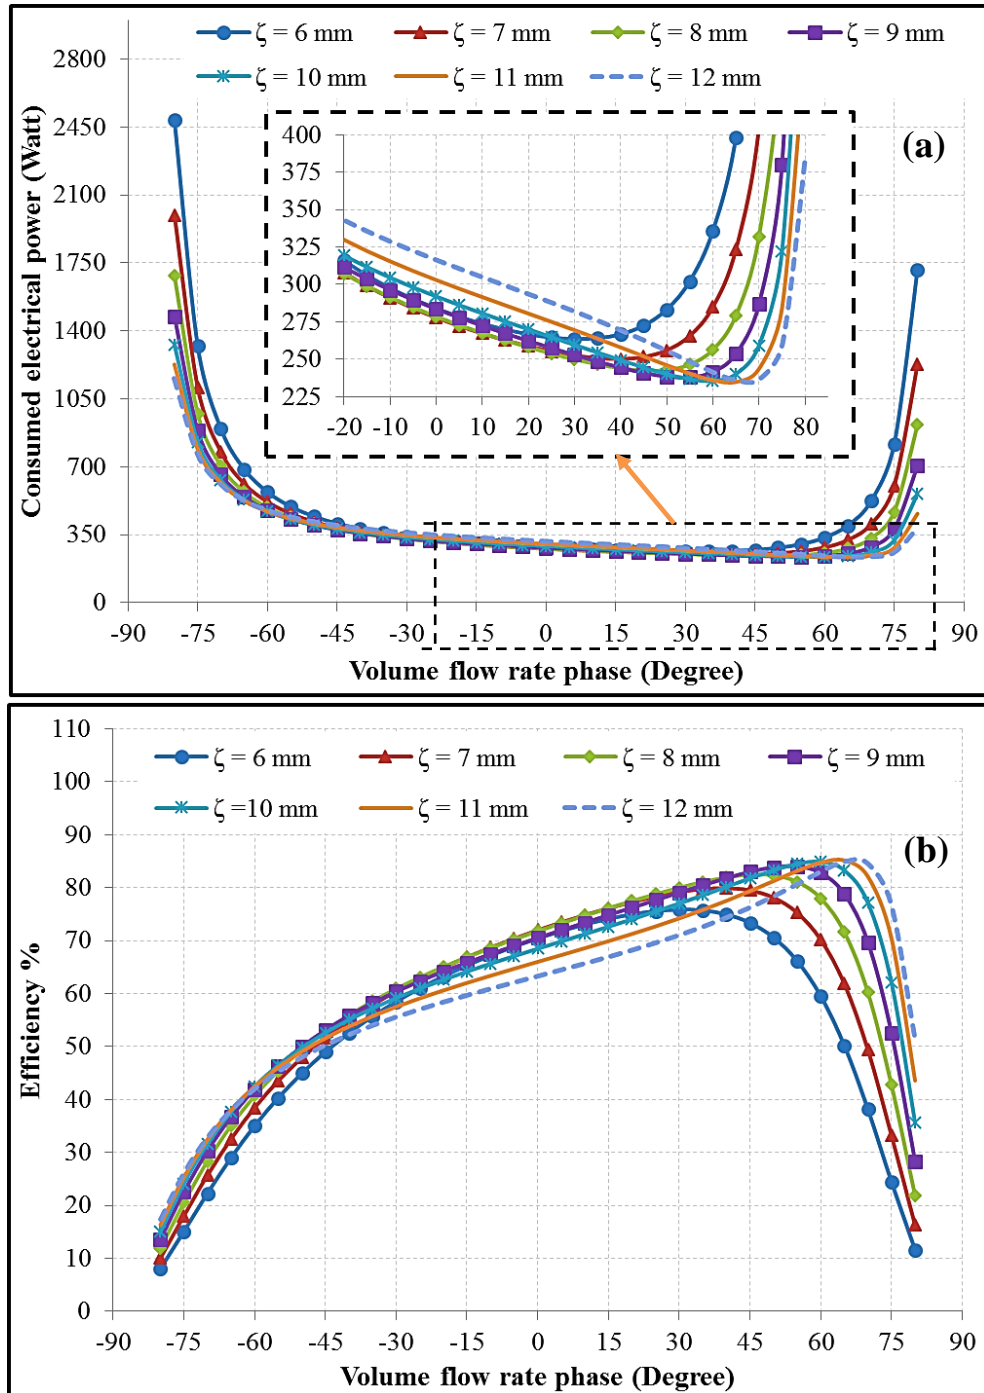 ζ = 6 mm ζ = 7 mm ζ = 8 mm ζ = 9 mm
ζ = 10 mm ζ = 11 mm ζ = 12 mm
(a)
Consumed electrical power (Watt)
2800
2450
2100
1750
1400
1050
700
350
0
400
375
350
325
300
275
250
225
-20 -10 0 10 20 30 40 50 60 70 80
-90 -75 -60 -45 -30 -15 0 15 30 45 60 75 90
Volume flow rate phase (Degree)
ζ = 6 mm ζ = 7 mm ζ = 8 mm ζ = 9 mm
ζ =10 mm ζ = 11 mm ζ = 12 mm
(b)
Efficiency %
110
100
90
80
70
60
50
40
30
20
10
0
-90 -75 -60 -45 -30 -15 0 15 30 45 60 75 90
Volume flow rate phase (Degree)